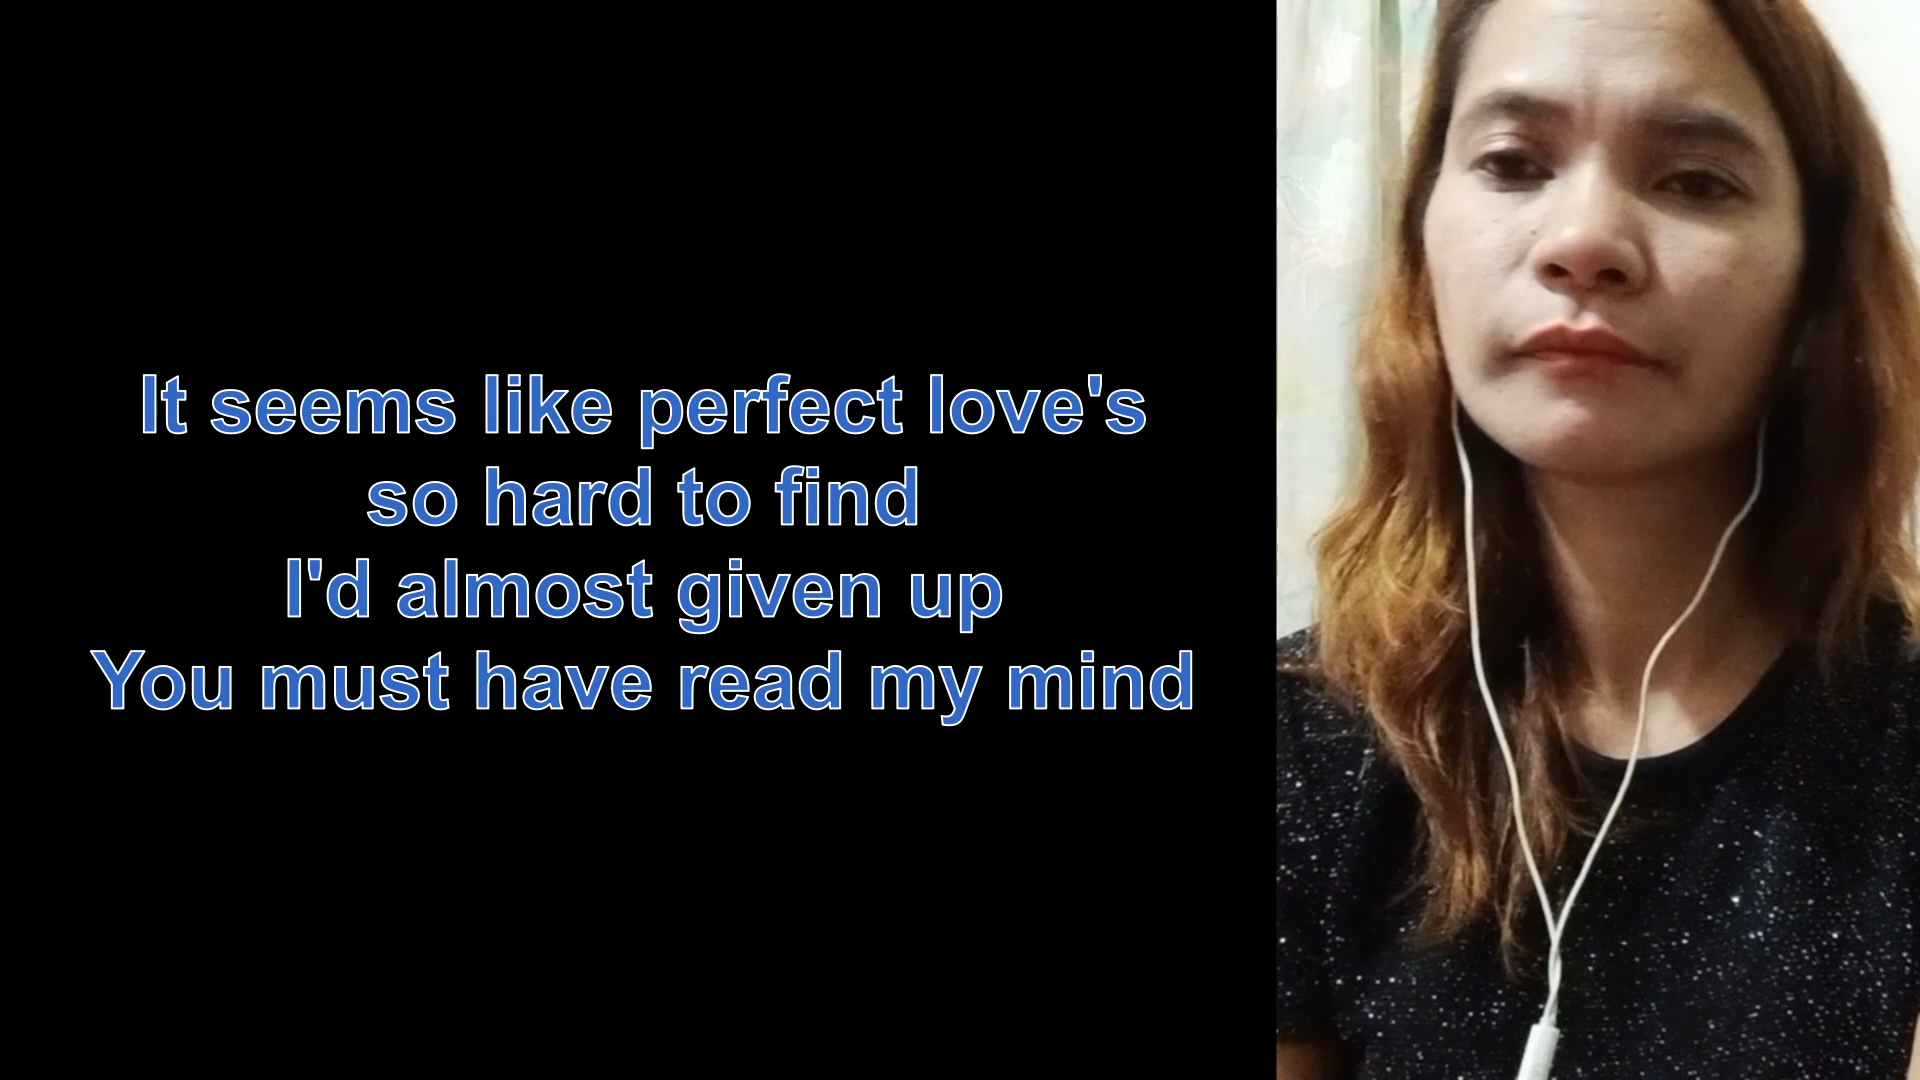 It seems like perfect love's
so hard to find
I'd almost given up
You must have read my mind